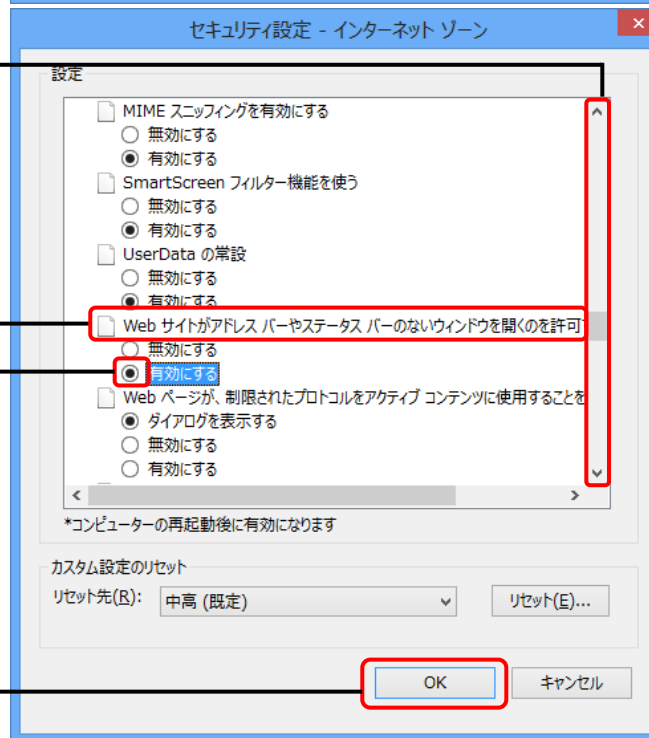 セキュリティ設定 - インターネット ゾーン
設定
MIME スニッフィングを有効にする
無効にする
有効にする
SmartScreen フィルター機能を使う
無効にする
有効にする
UserData の常設
無効にする
有効にする
Web サイトがアドレス バーやステータス バーのないウィンドウを開くのを許可
無効にする
有効にする
Web ページが、制限されたプロトコルをアクティブ コンテンツに使用することを
ダイアログを表示する
無効にする
有効にする
*コンピューターの再起動後に有効になります
カスタム設定のリセット
リセット先(R): 中高 (既定) リセット(E)...
OK キャンセル